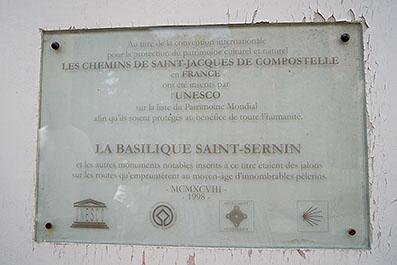 Au titre de la convention internationale
pour la protection du patrimoine culturel et naturel
LES CHEMINS DE SAINT-JACQUES DE COMPOSTELLE
en FRANCE
ont été inscrits par
l'UNESCO
sur la liste du Patrimoine Mondial
afin qu'ils soient protégés au bénéfice de toute l'humanité.
LA BASILIQUE SAINT-SERNIN
et les autres monuments notables inscrits à ce titre étaient des jalons
sur les routes qu'empruntèrent au moyen-âge d'innombrables pèlerins.
- MCMXCVIII -
- 1998 -
UNESCO